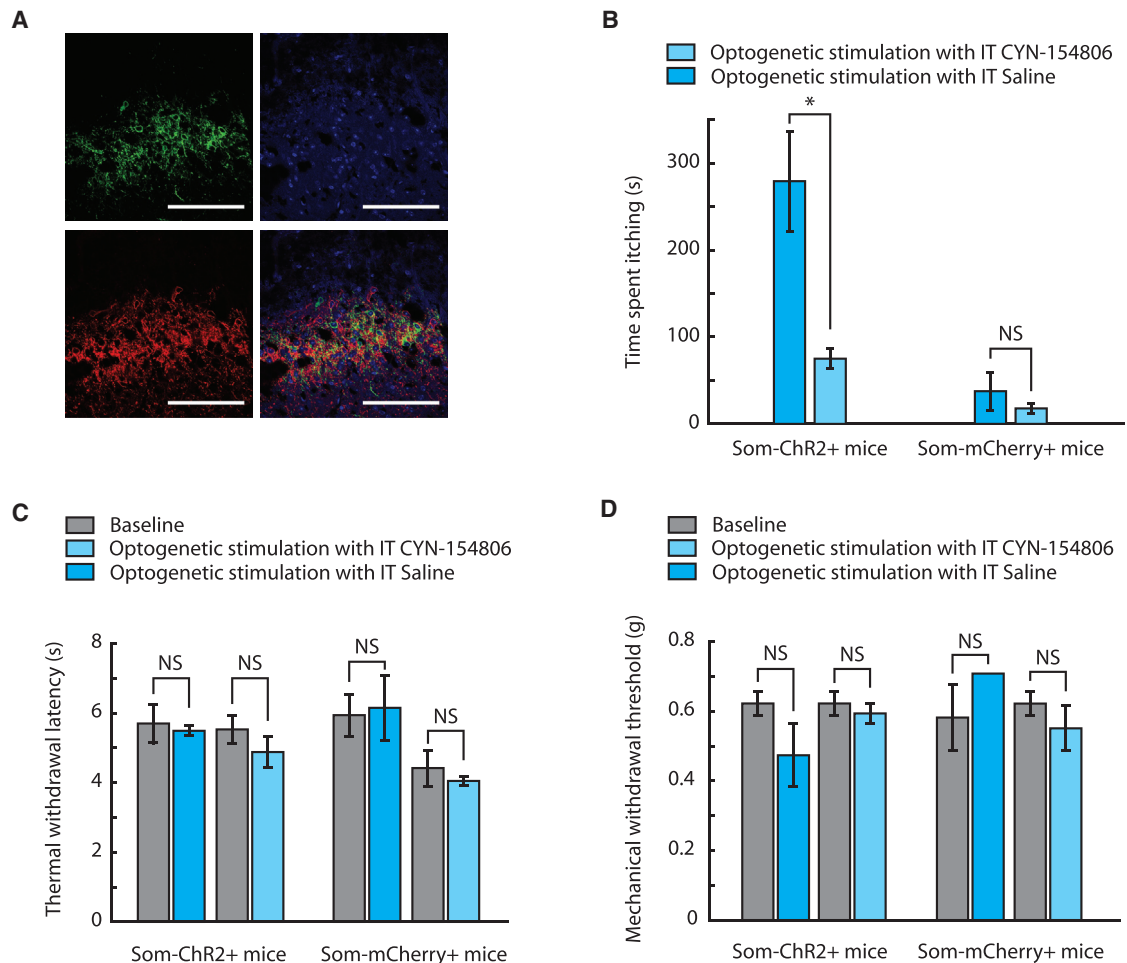 A
B
Optogenetic stimulation with IT CYN-154806
Optogenetic stimulation with IT Saline
*
NS
300
200
100
0
Time spent itching (s)
Som-ChR2+ mice
Som-mCherry+ mice
C
Baseline
Optogenetic stimulation with IT CYN-154806
Optogenetic stimulation with IT Saline
NS
NS
NS
NS
8
6
4
2
0
Thermal withdrawal latency (s)
Som-ChR2+ mice
Som-mCherry+ mice
D
Baseline
Optogenetic stimulation with IT CYN-154806
Optogenetic stimulation with IT Saline
NS
NS
NS
NS
0.8
0.6
0.4
0.2
0
Mechanical withdrawal threshold (g)
Som-ChR2+ mice
Som-mCherry+ mice